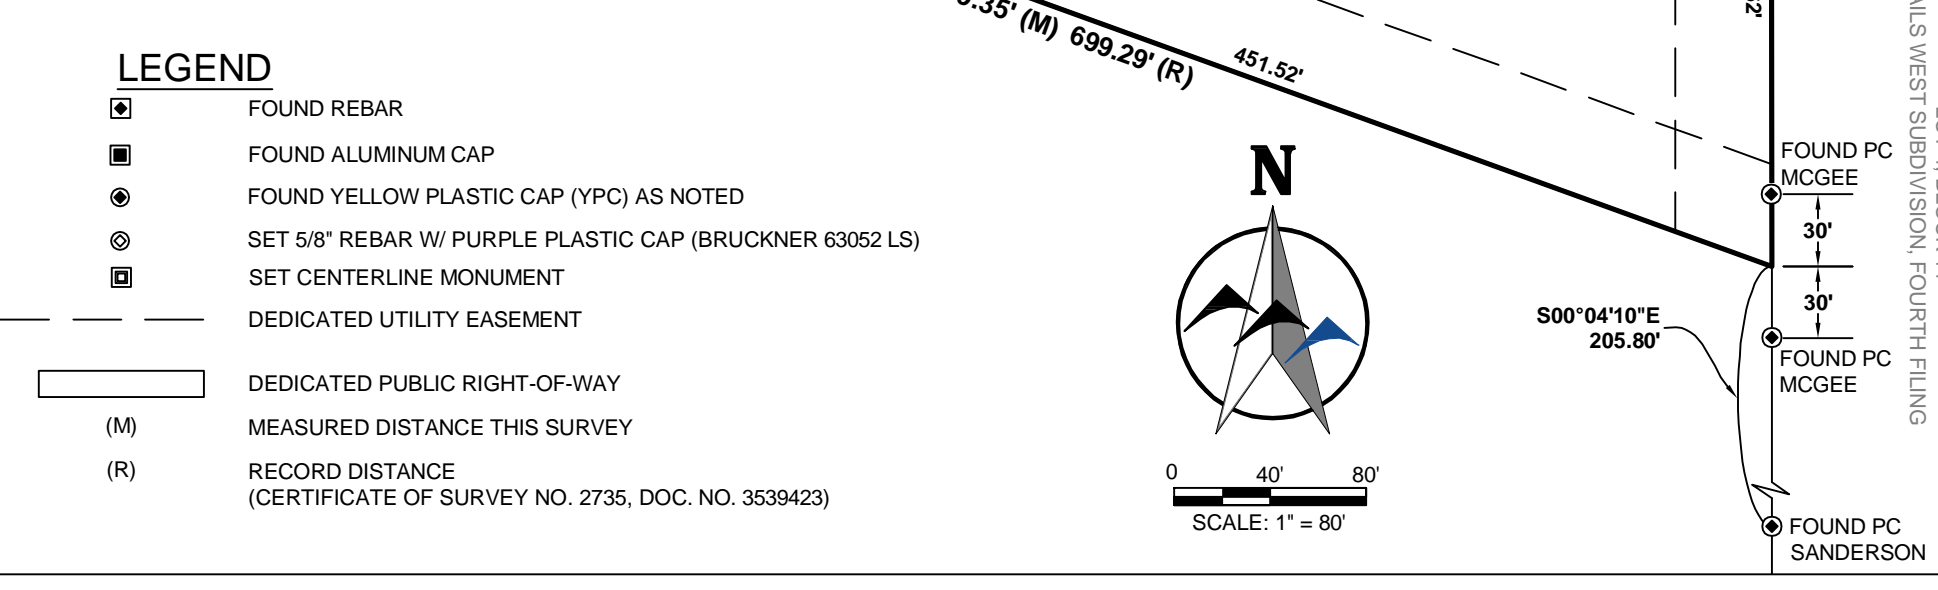 LEGEND
FOUND REBAR
FOUND ALUMINUM CAP
FOUND YELLOW PLASTIC CAP (YPC) AS NOTED
SET 5/8" REBAR W/ PURPLE PLASTIC CAP (BRUCKNER 63052 LS)
SET CENTERLINE MONUMENT
DEDICATED UTILITY EASEMENT
DEDICATED PUBLIC RIGHT-OF-WAY
(M) MEASURED DISTANCE THIS SURVEY
(R) RECORD DISTANCE
(CERTIFICATE OF SURVEY NO. 2735, DOC. NO. 3539423)
.35' (M) 699.29' (R)
451.52'
N
0 40' 80'
SCALE: 1" = 80'
S00°04'10"E
205.80'
FOUND PC
MCGEE
30'
30'
FOUND PC
MCGEE
FOUND PC
SANDERSON
WEST SUBDIVISION, FOURTH FILING